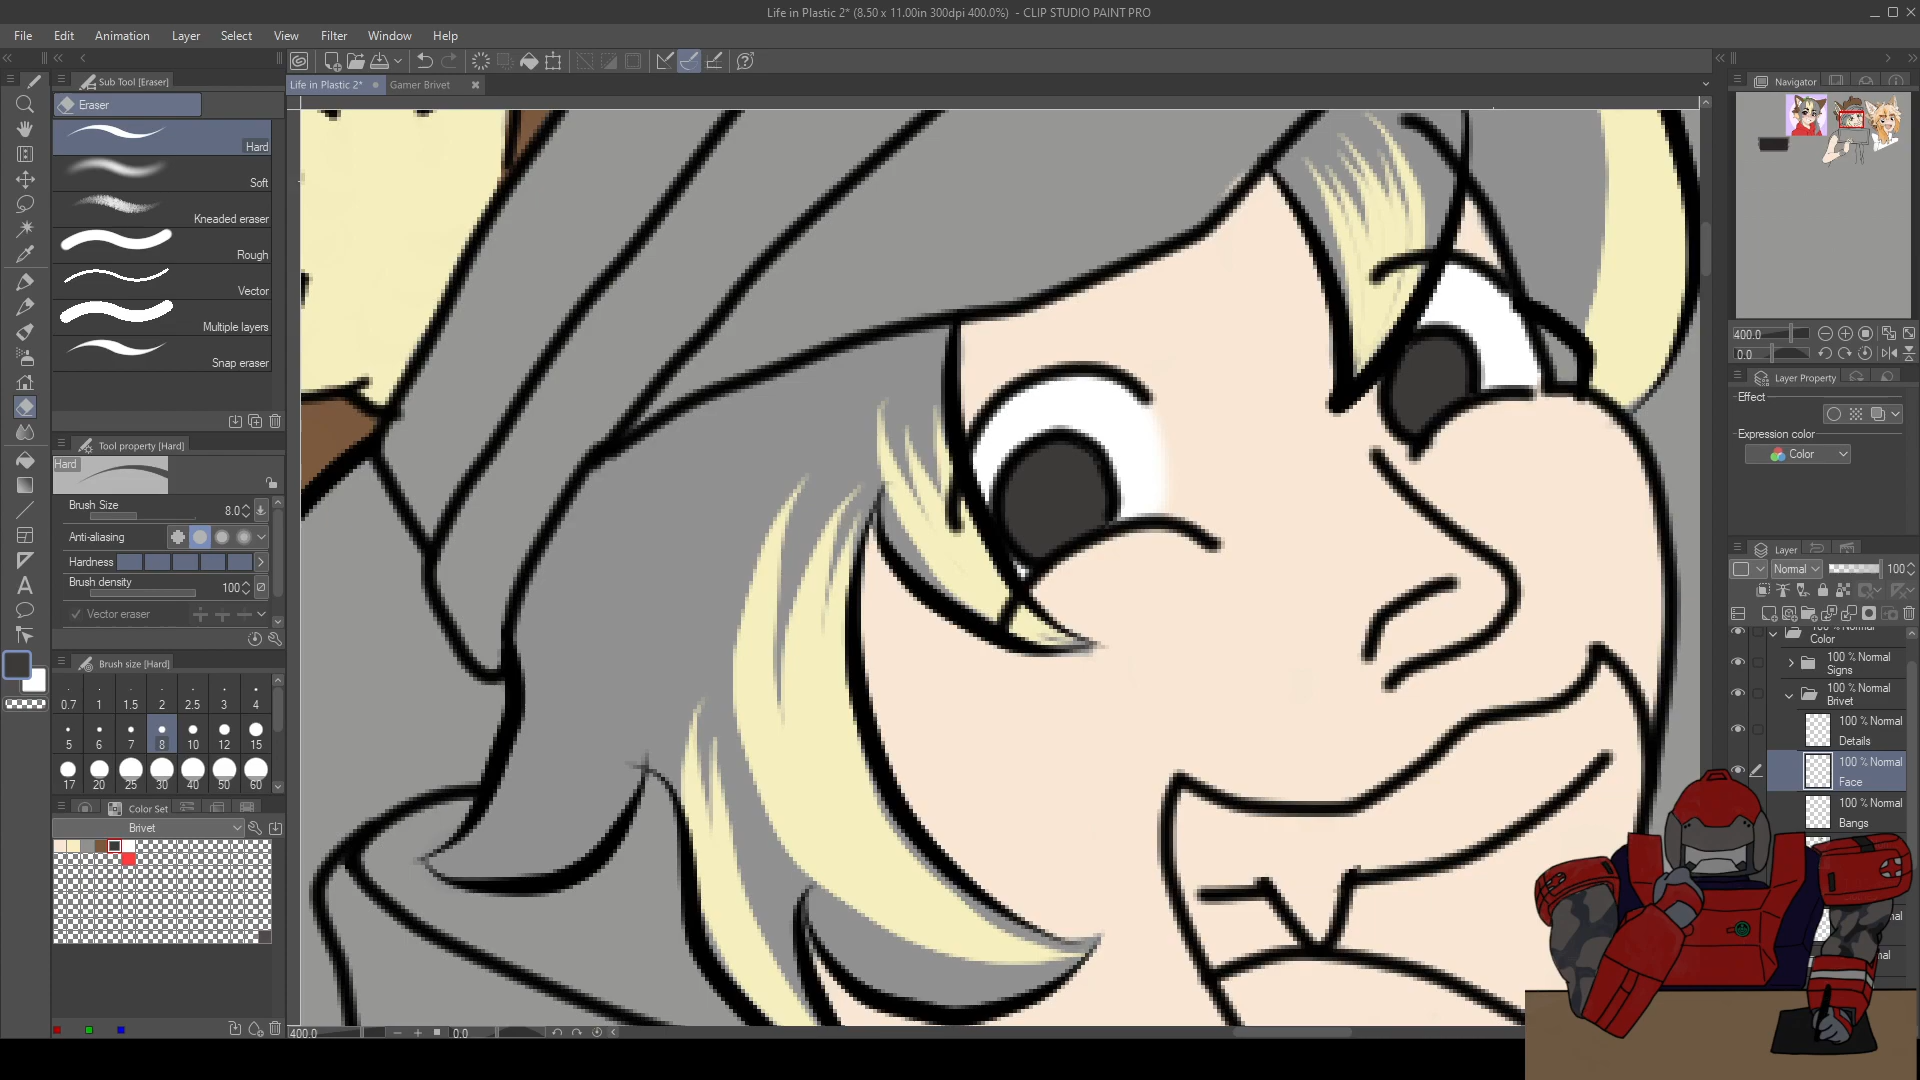 Life in Plastic 2* (8.50 x 11.00in 300dpi 400.0%) - CLIP STUDIO PAINT PRO
File Edit Animation Layer Select View Filter Window Help
Sub Tool [Eraser]
Life in Plastic 2*
Gamer Brivet
Navigator
Eraser
Hard
Soft
Kneaded eraser
Rough
Vector
Multiple layers
Snap eraser
400.0
0.0
Layer Property
Effect
Expression color
Color
Tool property [Hard]
Hard
Brush Size 8.0
Anti-aliasing
Hardness
Brush density 100
Vector eraser
Layer
Normal 100
100 % Normal
Color
100 % Normal
Signs
100 % Normal
Brivet
100 % Normal
Details
100 % Normal
Face
100 % Normal
Bangs
Brush size [Hard]
0.7 1 1.5 2 2.5 3 4
5 6 7 8 10 12 15
17 20 25 30 40 50 60
Color Set
Brivet
400.0
0.0